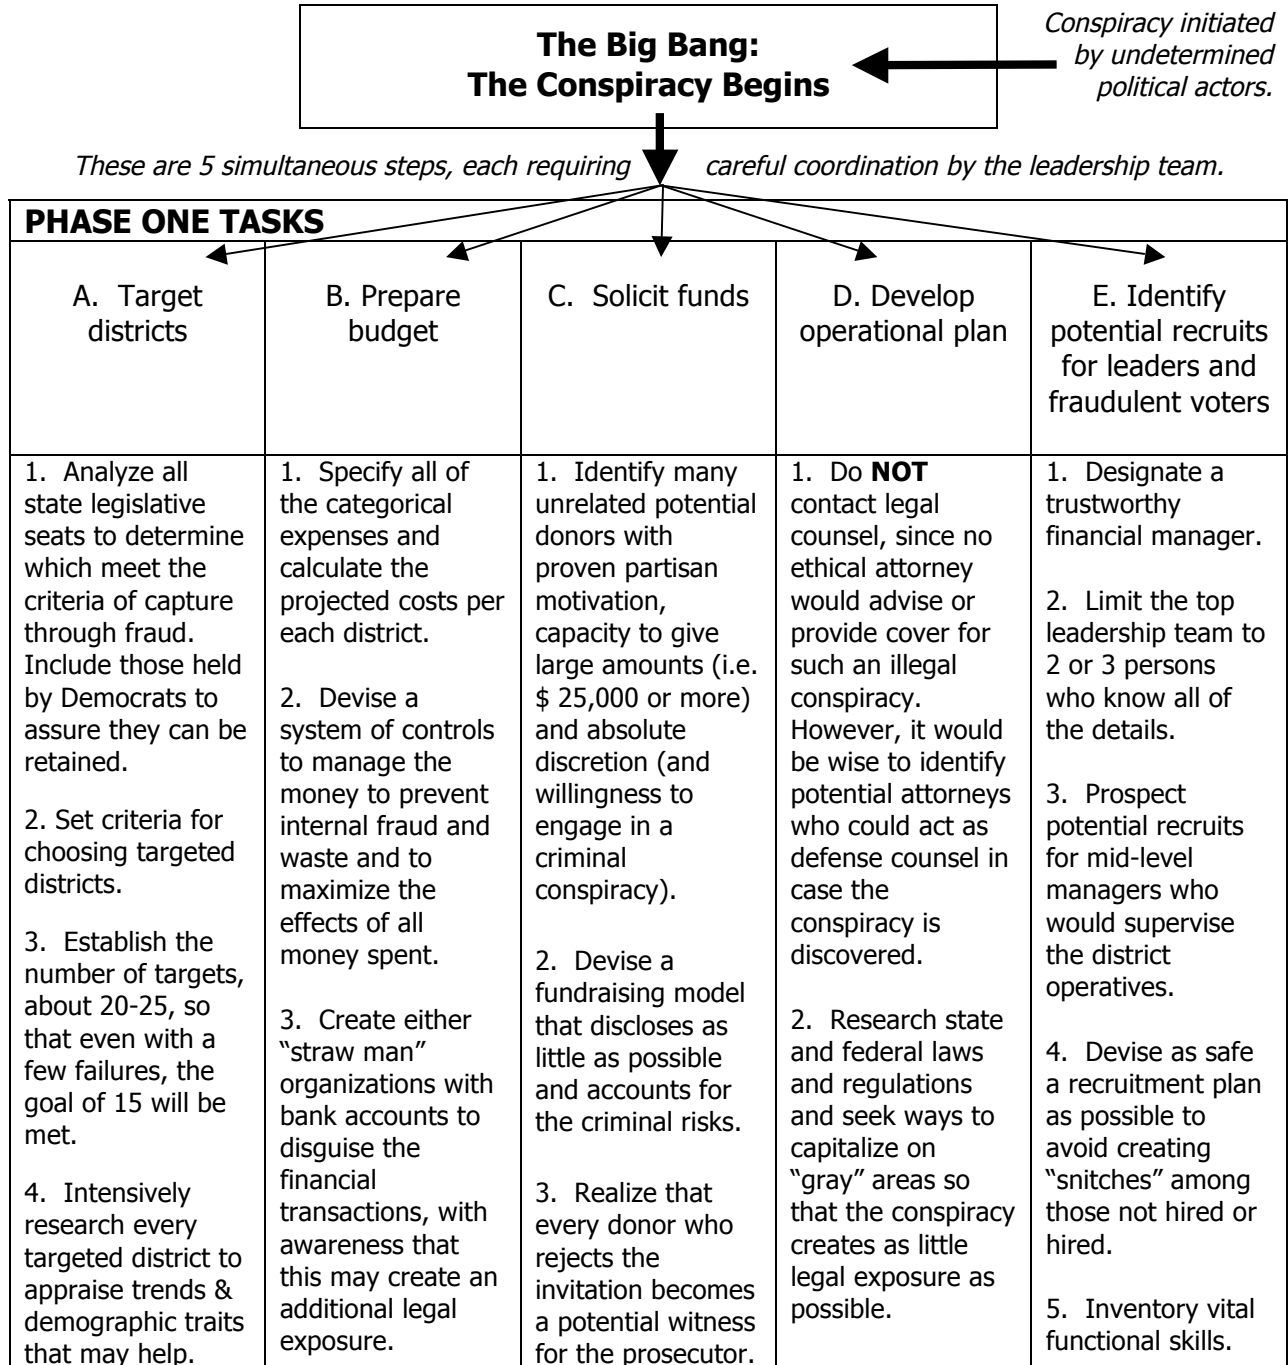 The Big Bang:
The Conspiracy Begins
Conspiracy initiated
by undetermined
political actors.
These are 5 simultaneous steps, each requiring careful coordination by the leadership team.
PHASE ONE TASKS
A. Target
districts
B. Prepare
budget
C. Solicit funds
D. Develop
operational plan
E. Identify
potential recruits
for leaders and
fraudulent voters
1. Analyze all
state legislative
seats to determine
which meet the
criteria of capture
through fraud.
Include those held
by Democrats to
assure they can be
retained.
2. Set criteria for
choosing targeted
districts.
3. Establish the
number of targets,
about 20-25, so
that even with a
few failures, the
goal of 15 will be
met.
4. Intensively
research every
targeted district to
appraise trends &
demographic traits
that may help.
1. Specify all of
the categorical
expenses and
calculate the
projected costs per
each district.
2. Devise a
system of controls
to manage the
money to prevent
internal fraud and
waste and to
maximize the
effects of all
money spent.
3. Create either
“straw man”
organizations with
bank accounts to
disguise the
financial
transactions, with
awareness that
this may create an
additional legal
exposure.
1. Identify many
unrelated potential
donors with
proven partisan
motivation,
capacity to give
large amounts (i.e.
$ 25,000 or more)
and absolute
discretion (and
willingness to
engage in a
criminal
conspiracy).
2. Devise a
fundraising model
that discloses as
little as possible
and accounts for
the criminal risks.
3. Realize that
every donor who
rejects the
invitation becomes
a potential witness
for the prosecutor.
1. Do NOT
contact legal
counsel, since no
ethical attorney
would advise or
provide cover for
such an illegal
conspiracy.
However, it would
be wise to identify
potential attorneys
who could act as
defense counsel in
case the
conspiracy is
discovered.
2. Research state
and federal laws
and regulations
and seek ways to
capitalize on
“gray” areas so
that the conspiracy
creates as little
legal exposure as
possible.
1. Designate a
trustworthy
financial manager.
2. Limit the top
leadership team to
2 or 3 persons
who know all of
the details.
3. Prospect
potential recruits
for mid-level
managers who
would supervise
the district
operatives.
4. Devise as safe
a recruitment plan
as possible to
avoid creating
“snitches” among
those not hired or
hired.
5. Inventory vital
functional skills.